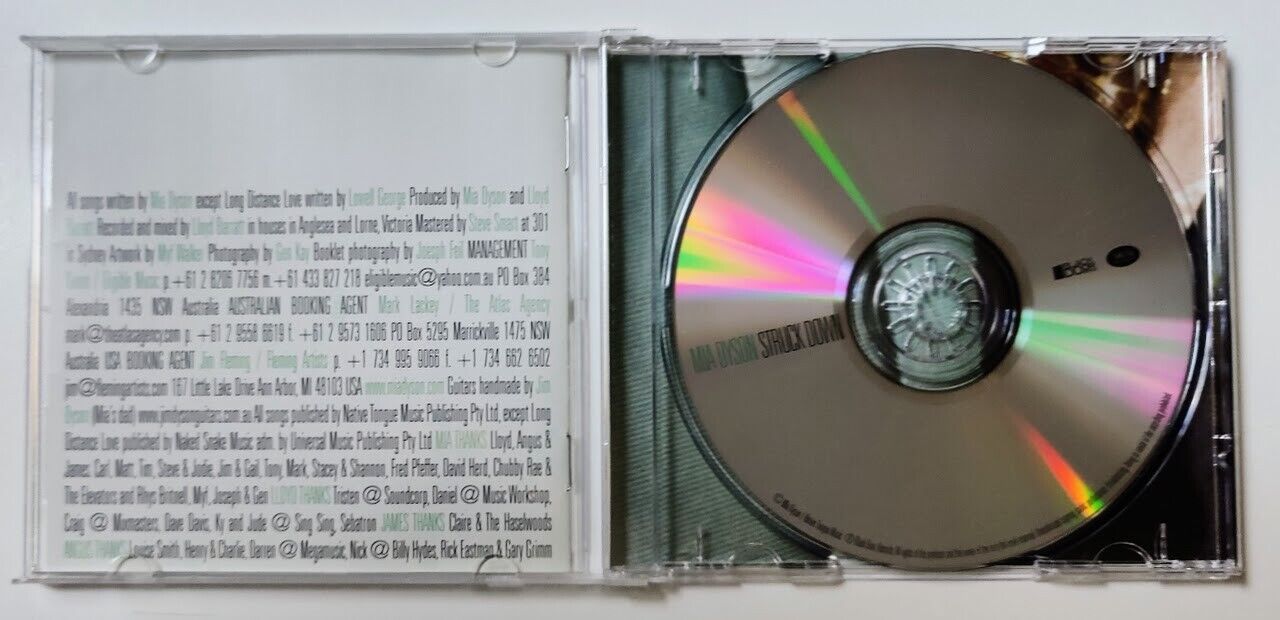 All songs written by Mia Dyson except Long Distance Love written by Lowell George Produced by Mia Dyson and Lloyd
Barratt Recorded and mixed by Lloyd Barratt in houses in Anglesea and Lorne, Victoria Mastered by Steve Smart at 301
in Sydney Artwork by Myf Walker Photography by Gen Kay Booklet photography by Joseph Feil MANAGEMENT Tony
/ Eligible Music p +61 2 8206 7756 m +61 433 827 218 eligiblemusic@yahoo.com.au PO Box 384
Alexandria 1435 NSW Australia AUSTRALIAN BOOKING AGENT Mark Lackey / The Atlas Agency
mark@theatlasagency.com p. +61 2 9558 6619 f. +61 2 9573 1606 PO Box 5295 Marrickville 1475 NSW
Australia USA BOOKING AGENT Jim Fleming / Fleming Artists p. +1 734 995 9066 f. +1 734 662 6502
jim@flemingartists.com 167 Little Lake Drive Ann Arbor, MI 48103 USA www.miadyson.com Guitars handmade by Jim
Dyson (Mia's dad) www.jimdysonguitars.com.au All songs published by Native Tongue Music Publishing Pty Ltd, except Long
Distance Love published by Naked Snake Music adm. by Universal Music Publishing Pty Ltd MIA THANKS Lloyd, Angus &
James, Carl, Matt, Tim, Steve & Jodie, Jim & Gail, Tony, Mark, Stacey & Shannon, Fred Pfeffer, David Herd, Chubby Rae &
The Elevators and Rhys Britnell, Myf, Joseph & Gen LLOYD THANKS Tristen @ Soundcorp, Daniel @ Music Workshop,
Craig @ Mixmasters, Dave Davis, Ky and Jude @ Sing Sing, Sebatron JAMES THANKS Claire & The Haselwoods
ANGUS THANKS Louise Smith, Henry & Charlie, Darren @ Megamusic, Nick @ Billy Hydes, Rick Eastman & Gary Grimm
MIA DYSON STRUCK DOWN